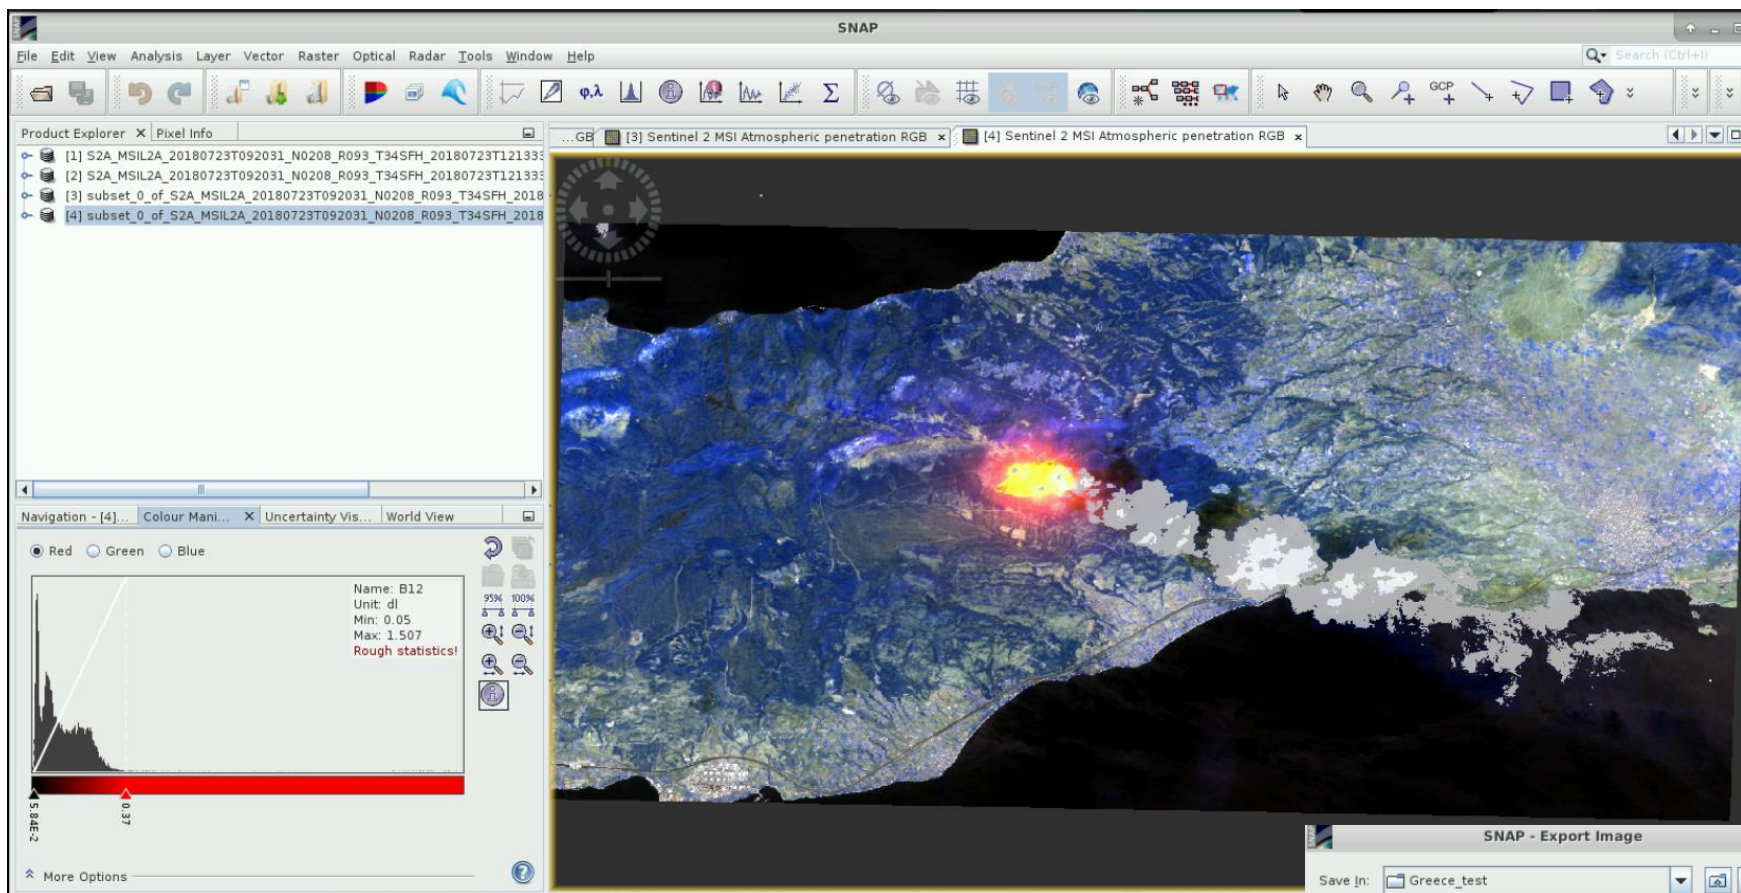 SNAP
File Edit View Analysis Layer Vector Raster Optical Radar Tools Window Help
Search (Ctrl+I)
φ,λ Σ GCP
Product Explorer Pixel Info
[1] S2A_MSIL2A_20180723T092031_N0208_R093_T34SFH_20180723T121333
[2] S2A_MSIL2A_20180723T092031_N0208_R093_T34SFH_20180723T121333
[3] subset_0_of_S2A_MSIL2A_20180723T092031_N0208_R093_T34SFH_2018
[4] subset_0_of_S2A_MSIL2A_20180723T092031_N0208_R093_T34SFH_2018
...GB [3] Sentinel 2 MSI Atmospheric penetration RGB [4] Sentinel 2 MSI Atmospheric penetration RGB
Navigation - [4]... Colour Mani... Uncertainty Vis... World View
Red Green Blue
Name: B12
Unit: dl
Min: 0.05
Max: 1.507
Rough statistics!
95% 100%
5.84E-2
0.37
More Options
SNAP - Export Image
Save In: Greece_test